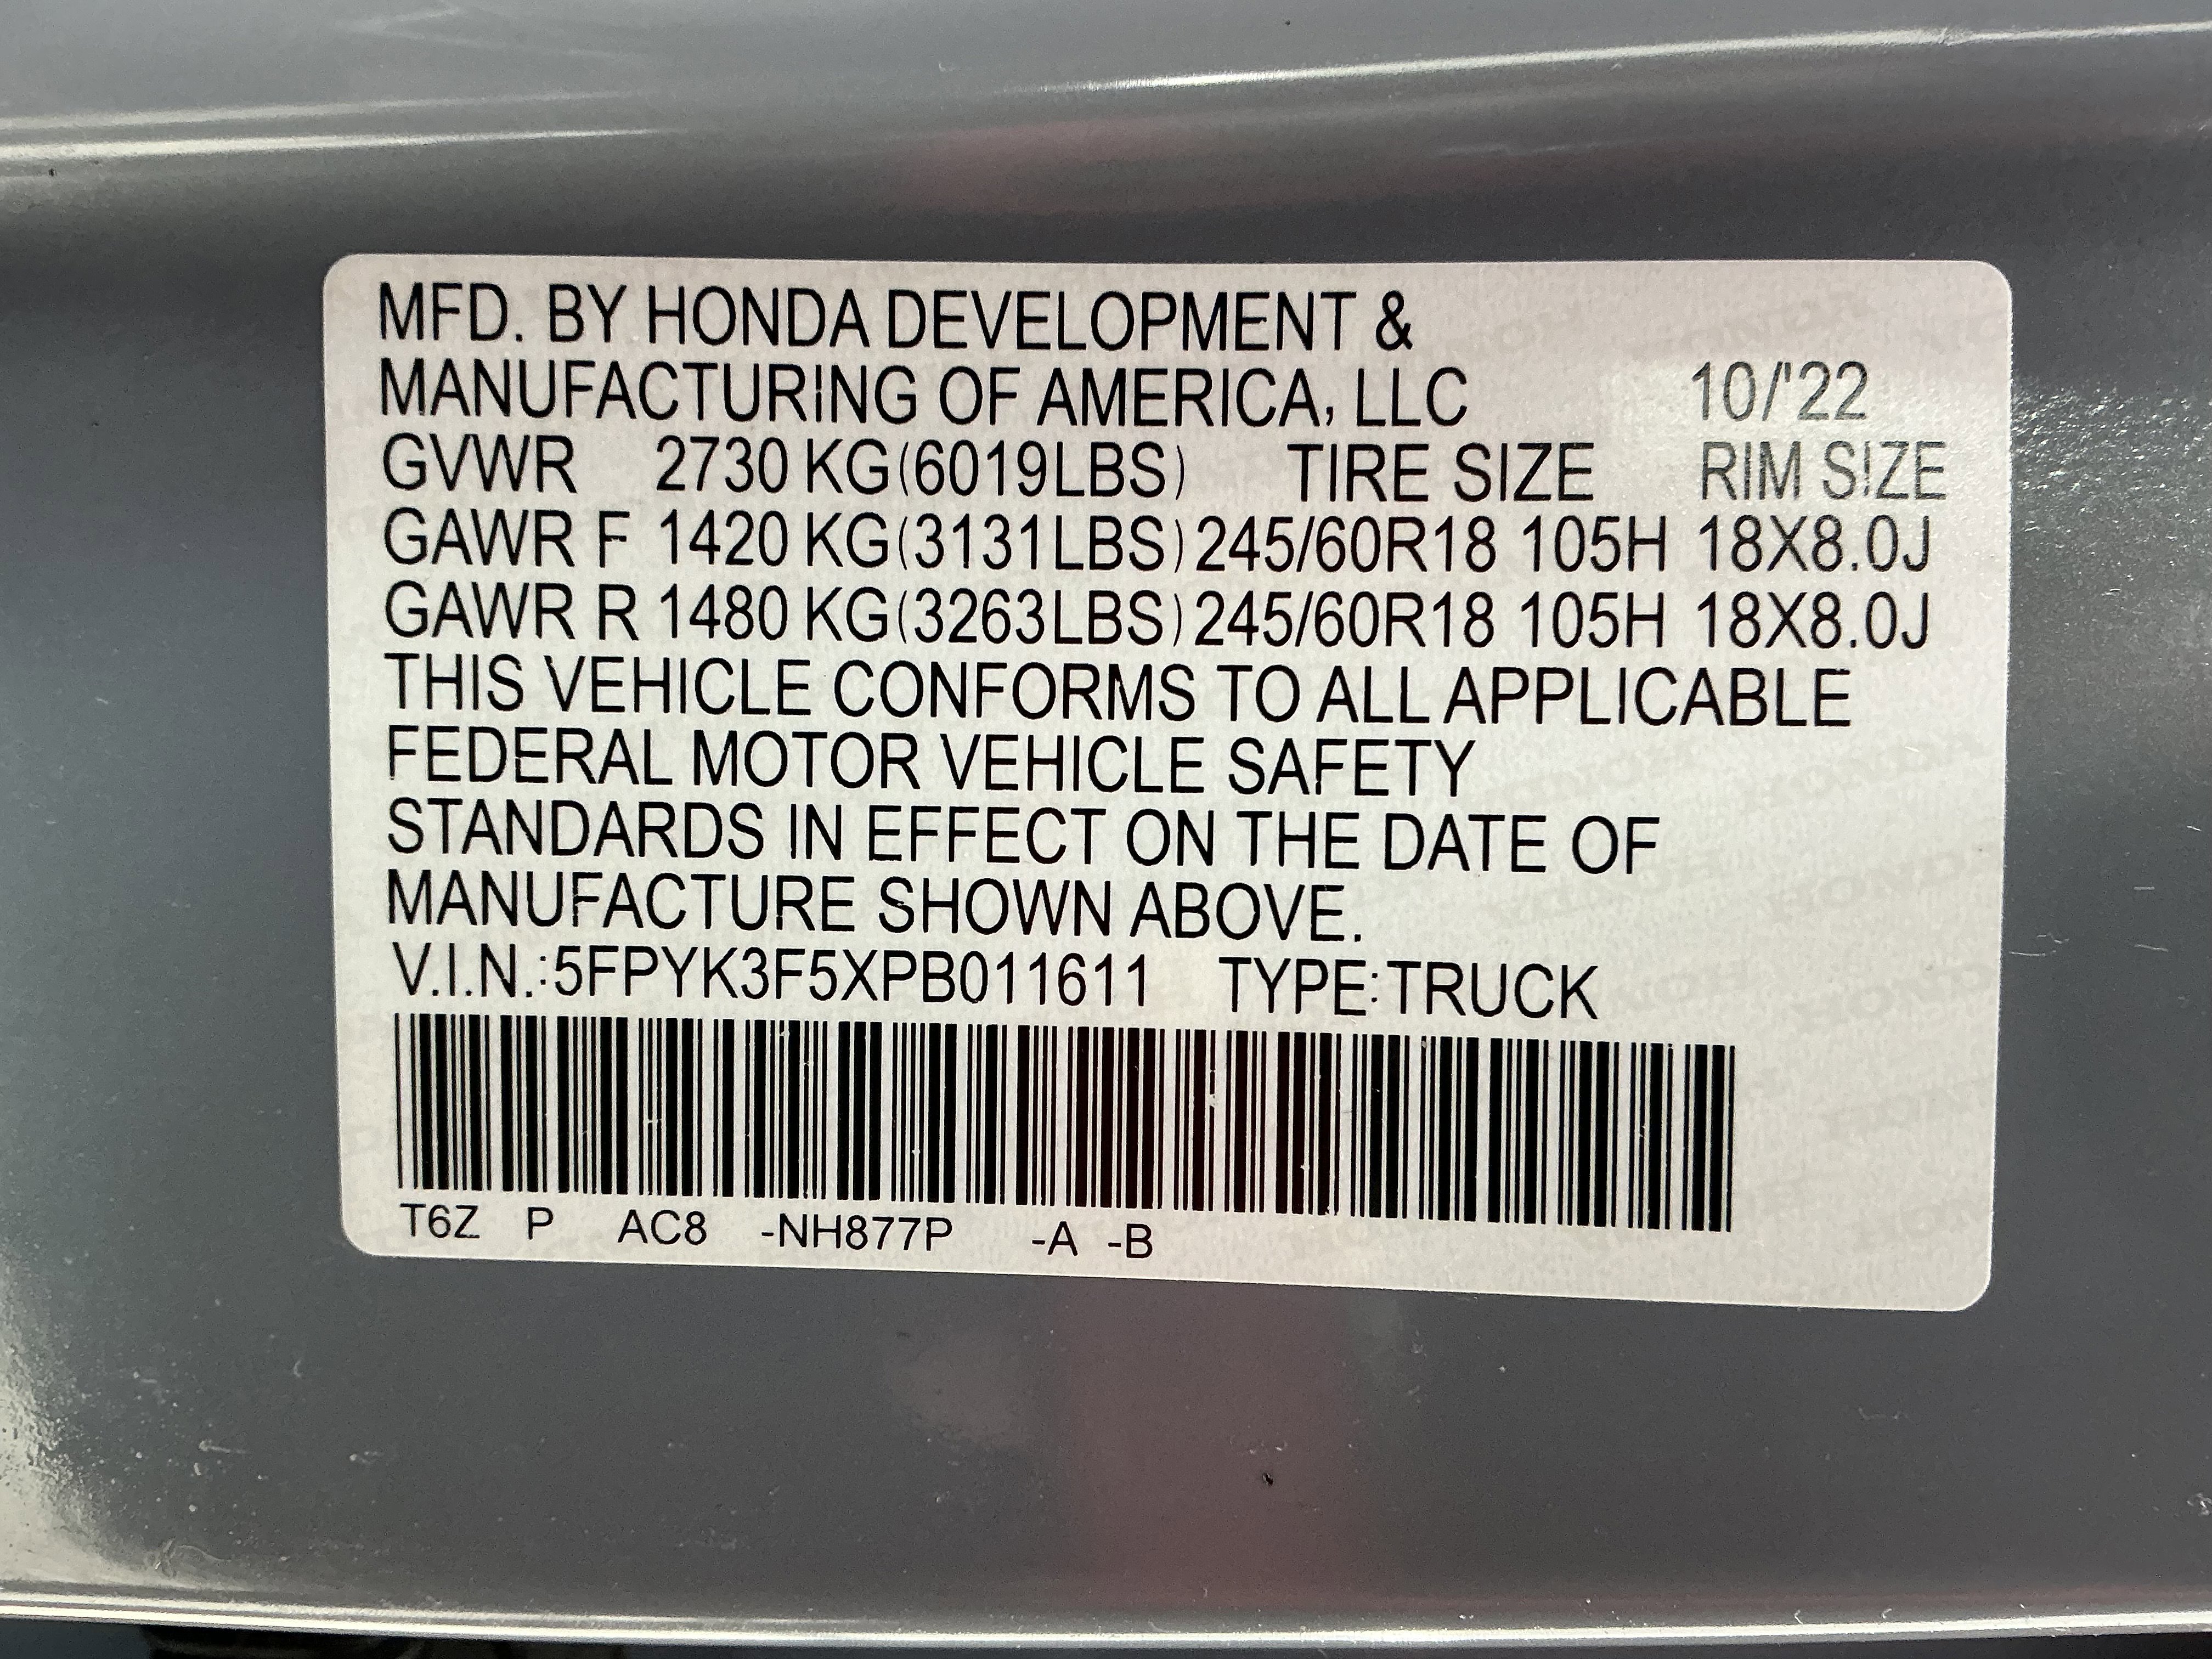 MFD. BY HONDA DEVELOPMENT &
MANUFACTURING OF AMERICA, LLC 10/'22
GVWR 2730 KG(6019LBS) TIRE SIZE RIM SIZE
GAWR F 1420 KG(3131LBS) 245/60R18 105H 18X8.0J
GAWR R 1480 KG(3263LBS) 245/60R18 105H 18X8.0J
THIS VEHICLE CONFORMS TO ALL APPLICABLE
FEDERAL MOTOR VEHICLE SAFETY
STANDARDS IN EFFECT ON THE DATE OF
MANUFACTURE SHOWN ABOVE.
V.I.N.:5FPYK3F5XPB011611 TYPE:TRUCK
T6Z P AC8 -NH877P -A -B